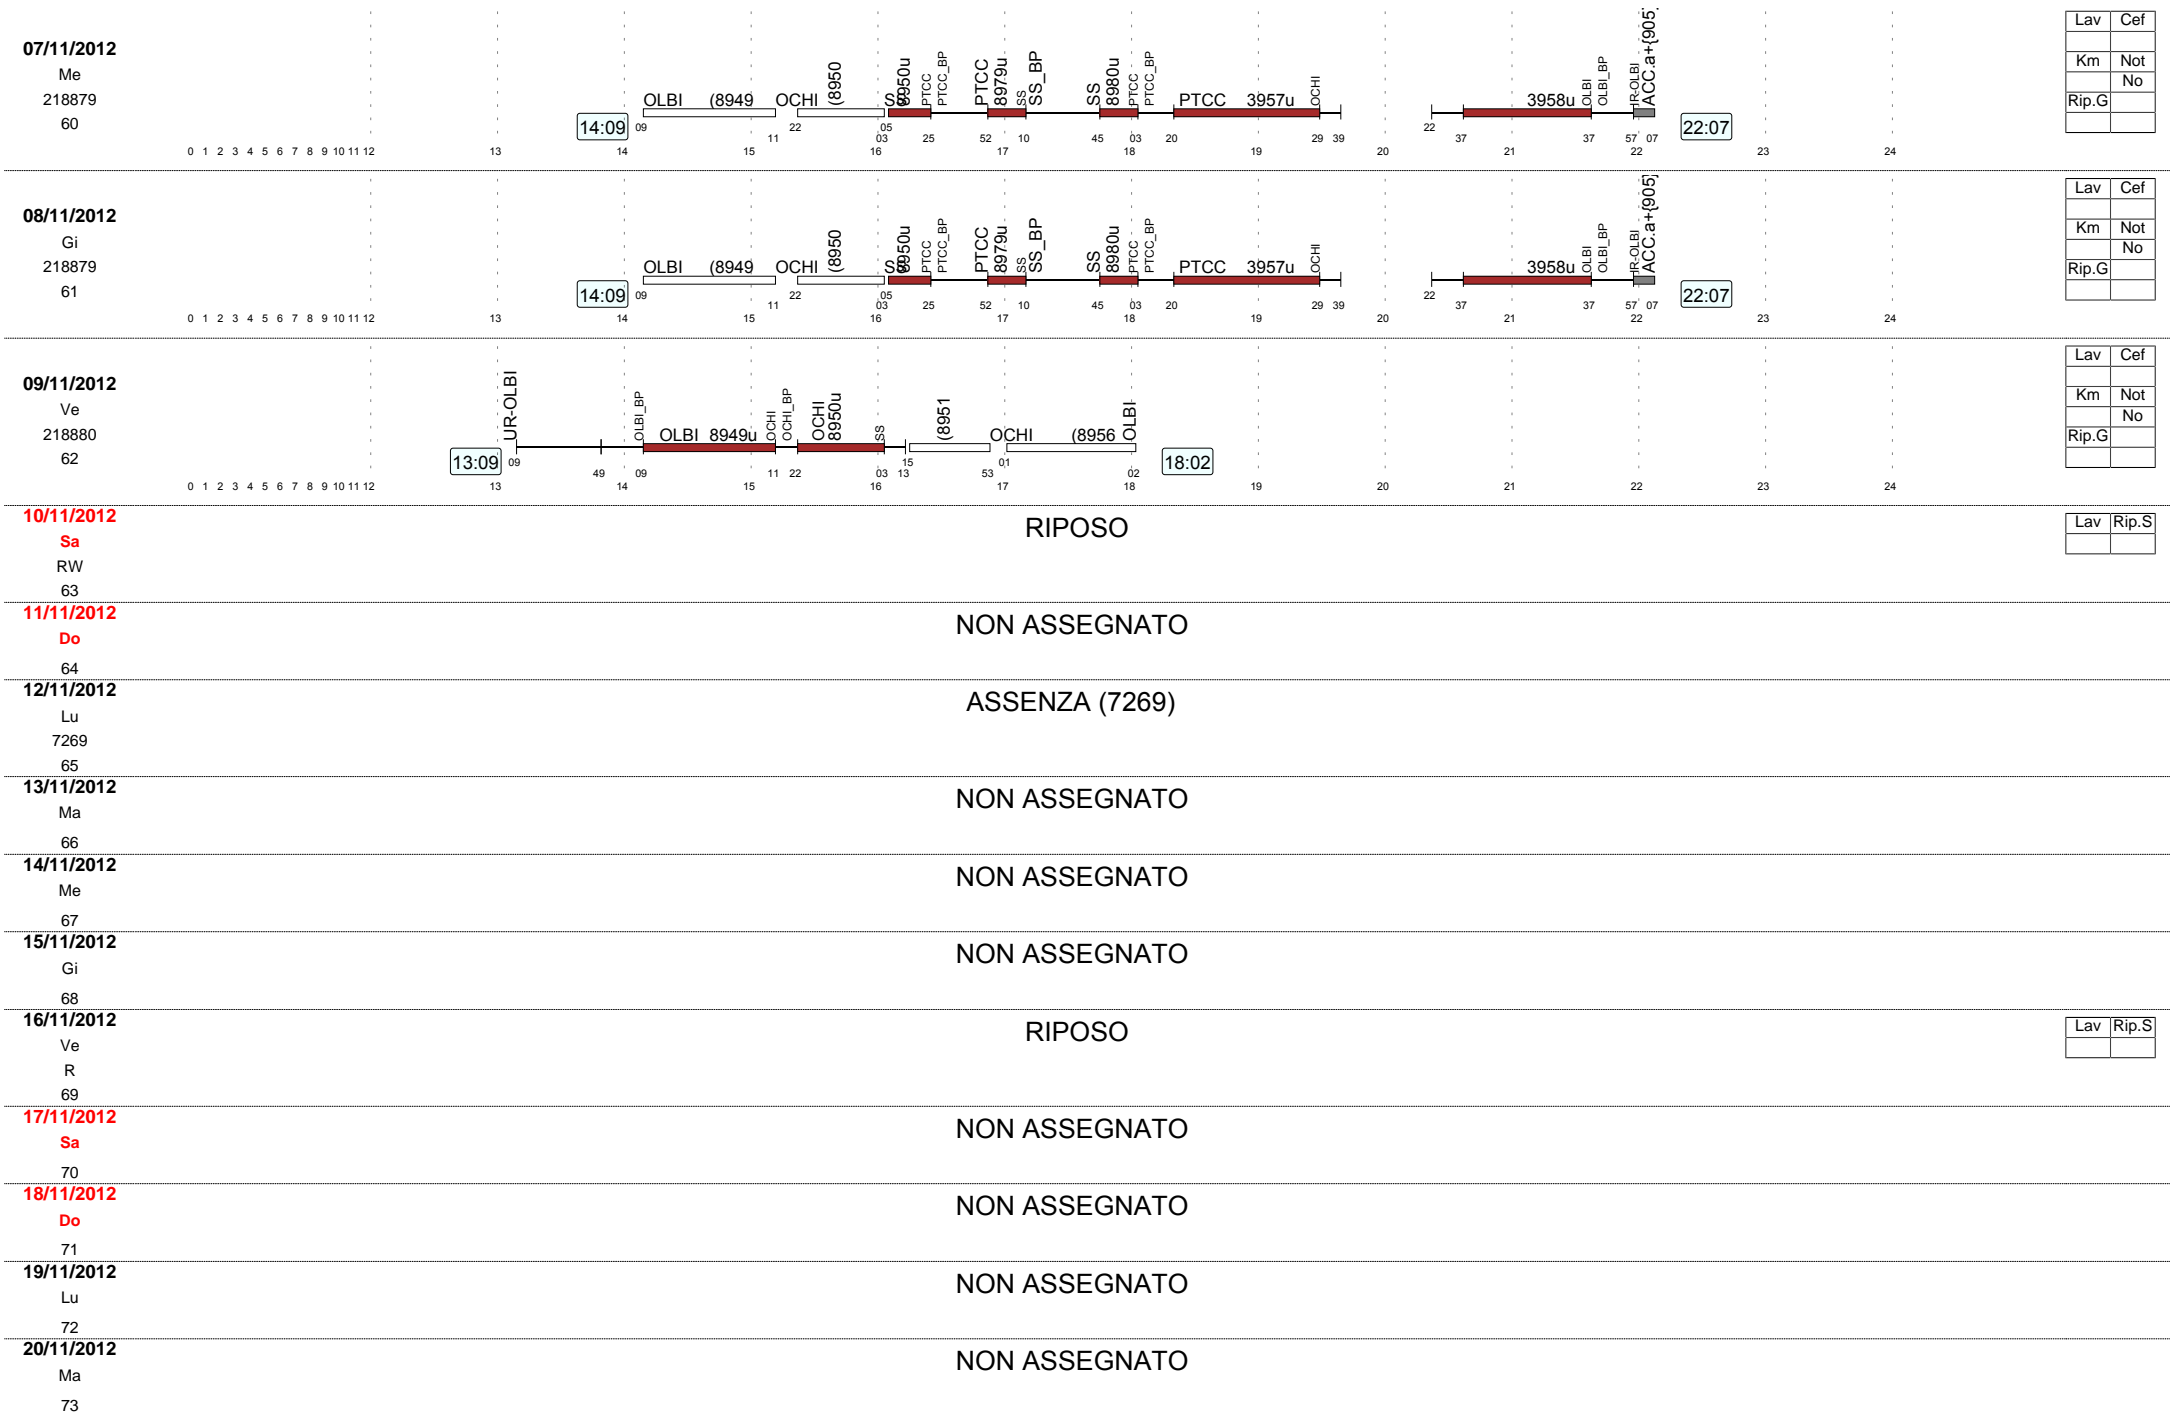 07/11/2012
Me
218879
60
14:09
OLBI (8949 OCHI (8950 SS 8950u PTCC PTCC_BP PTCC 8979u SS SS_BP SS 8980u PTCC PTCC_BP PTCC 3957u OCHI 3958u OLBI OLBI_BP ACC.a+{905}
09 11 22 03 05 25 52 10 45 03 20 29 39 22 37 37 57 07
22:07
0 1 2 3 4 5 6 7 8 9 10 11 12 13 14 15 16 17 18 19 20 21 22 23 24
Lav Cef
Km Not
No
Rip.G
08/11/2012
Gi
218879
61
14:09
OLBI (8949 OCHI (8950 SS 8950u PTCC PTCC_BP PTCC 8979u SS SS_BP SS 8980u PTCC PTCC_BP PTCC 3957u OCHI 3958u OLBI OLBI_BP ACC.a+{905}
09 11 22 03 05 25 52 10 45 03 20 29 39 22 37 37 57 07
22:07
0 1 2 3 4 5 6 7 8 9 10 11 12 13 14 15 16 17 18 19 20 21 22 23 24
Lav Cef
Km Not
No
Rip.G
09/11/2012
Ve
218880
62
13:09
UR-OLBI OLBI_BP OLBI 8949u OCHI OCHI_BP OCHI 8950u SS (8951 OCHI (8956 OLBI
09 49 09 11 22 03 13 15 53 01 02
18:02
0 1 2 3 4 5 6 7 8 9 10 11 12 13 14 15 16 17 18 19 20 21 22 23 24
Lav Cef
Km Not
No
Rip.G
10/11/2012
Sa
RW
63
RIPOSO
Lav Rip.S
11/11/2012
Do
64
NON ASSEGNATO
12/11/2012
Lu
7269
65
ASSENZA (7269)
13/11/2012
Ma
66
NON ASSEGNATO
14/11/2012
Me
67
NON ASSEGNATO
15/11/2012
Gi
68
NON ASSEGNATO
16/11/2012
Ve
R
69
RIPOSO
Lav Rip.S
17/11/2012
Sa
70
NON ASSEGNATO
18/11/2012
Do
71
NON ASSEGNATO
19/11/2012
Lu
72
NON ASSEGNATO
20/11/2012
Ma
73
NON ASSEGNATO